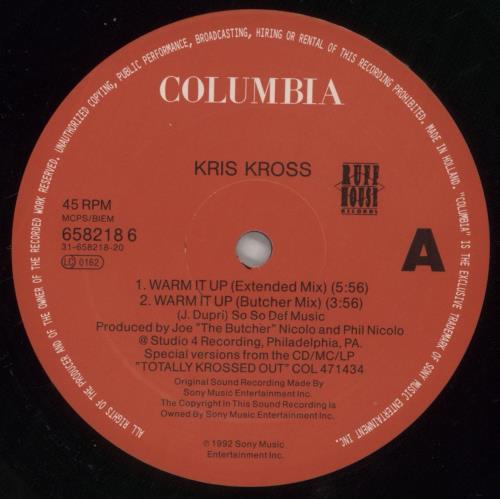 ALL RIGHTS OF THE PRODUCER AND OF THE OWNER OF THE RECORDED WORK RESERVED. UNAUTHORIZED COPYING, PUBLIC PERFORMANCE, BROADCASTING, HIRING OR RENTAL OF THIS RECORDING PROHIBITED. MADE IN HOLLAND. "COLUMBIA" IS THE EXCLUSIVE TRADEMARK OF SONY MUSIC ENTERTAINMENT INC.
COLUMBIA
KRIS KROSS
RUFF
HOUSE
RECORDS
45 RPM
MCPS/BIEM
658218 6
31-658218-20
LC 0162
A
1. WARM IT UP (Extended Mix) (5:56)
2. WARM IT UP (Butcher Mix) (3:56)
(J. Dupri) So So Def Music
Produced by Joe "The Butcher" Nicolo and Phil Nicolo
@ Studio 4 Recording, Philadelphia, PA.
Special versions from the CD/MC/LP
"TOTALLY KROSSED OUT" COL 471434
Original Sound Recording Made By
Sony Music Entertainment Inc.
The Copyright In This Sound Recording is
Owned By Sony Music Entertainment Inc.
℗ 1992 Sony Music
Entertainment Inc.